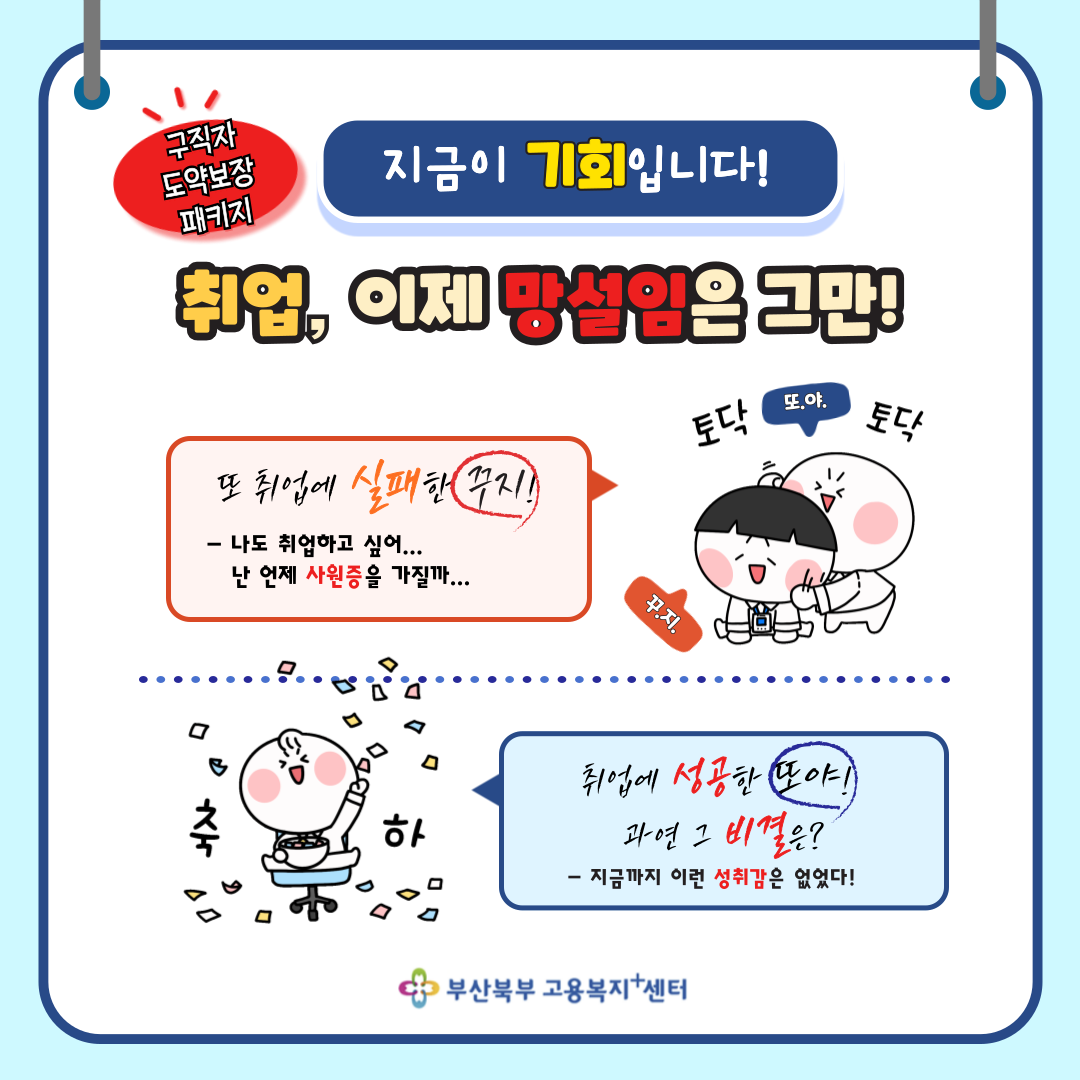 구직자
도약보장
패키지
지금이 기회입니다!
취업, 이제 망설임은 그만!
토닥
또.야.
토닥
또 취업에 실패한 꾸지!
- 나도 취업하고 싶어...
난 언제 사원증을 가질까...
꾸.지.
축
하
취업에 성공한 또야!
과연 그 비결은?
- 지금까지 이런 성취감은 없었다!
부산북부 고용복지+센터